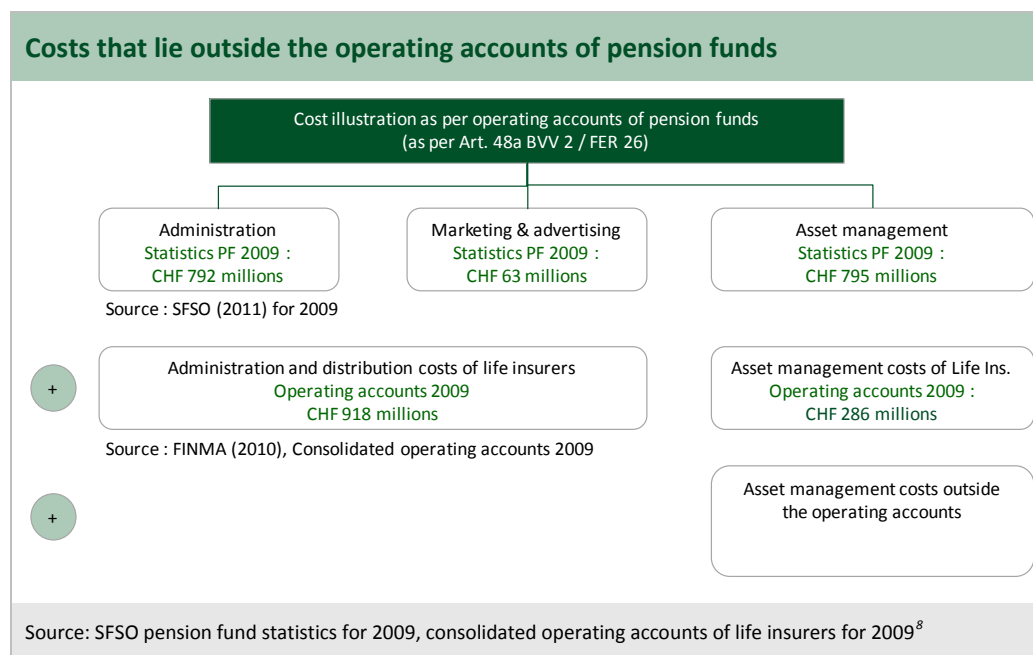 Costs that lie outside the operating accounts of pension funds
Cost illustration as per operating accounts of pension funds
(as per Art. 48a BVV 2 / FER 26)
Administration
Statistics PF 2009 :
CHF 792 millions
Marketing & advertising
Statistics PF 2009 :
CHF 63 millions
Asset management
Statistics PF 2009 :
CHF 795 millions
Source : SFSO (2011) for 2009
+
Administration and distribution costs of life insurers
Operating accounts 2009
CHF 918 millions
Asset management costs of Life Ins.
Operating accounts 2009 :
CHF 286 millions
Source : FINMA (2010), Consolidated operating accounts 2009
+
Asset management costs outside
the operating accounts
Source: SFSO pension fund statistics for 2009, consolidated operating accounts of life insurers for 2009⁸